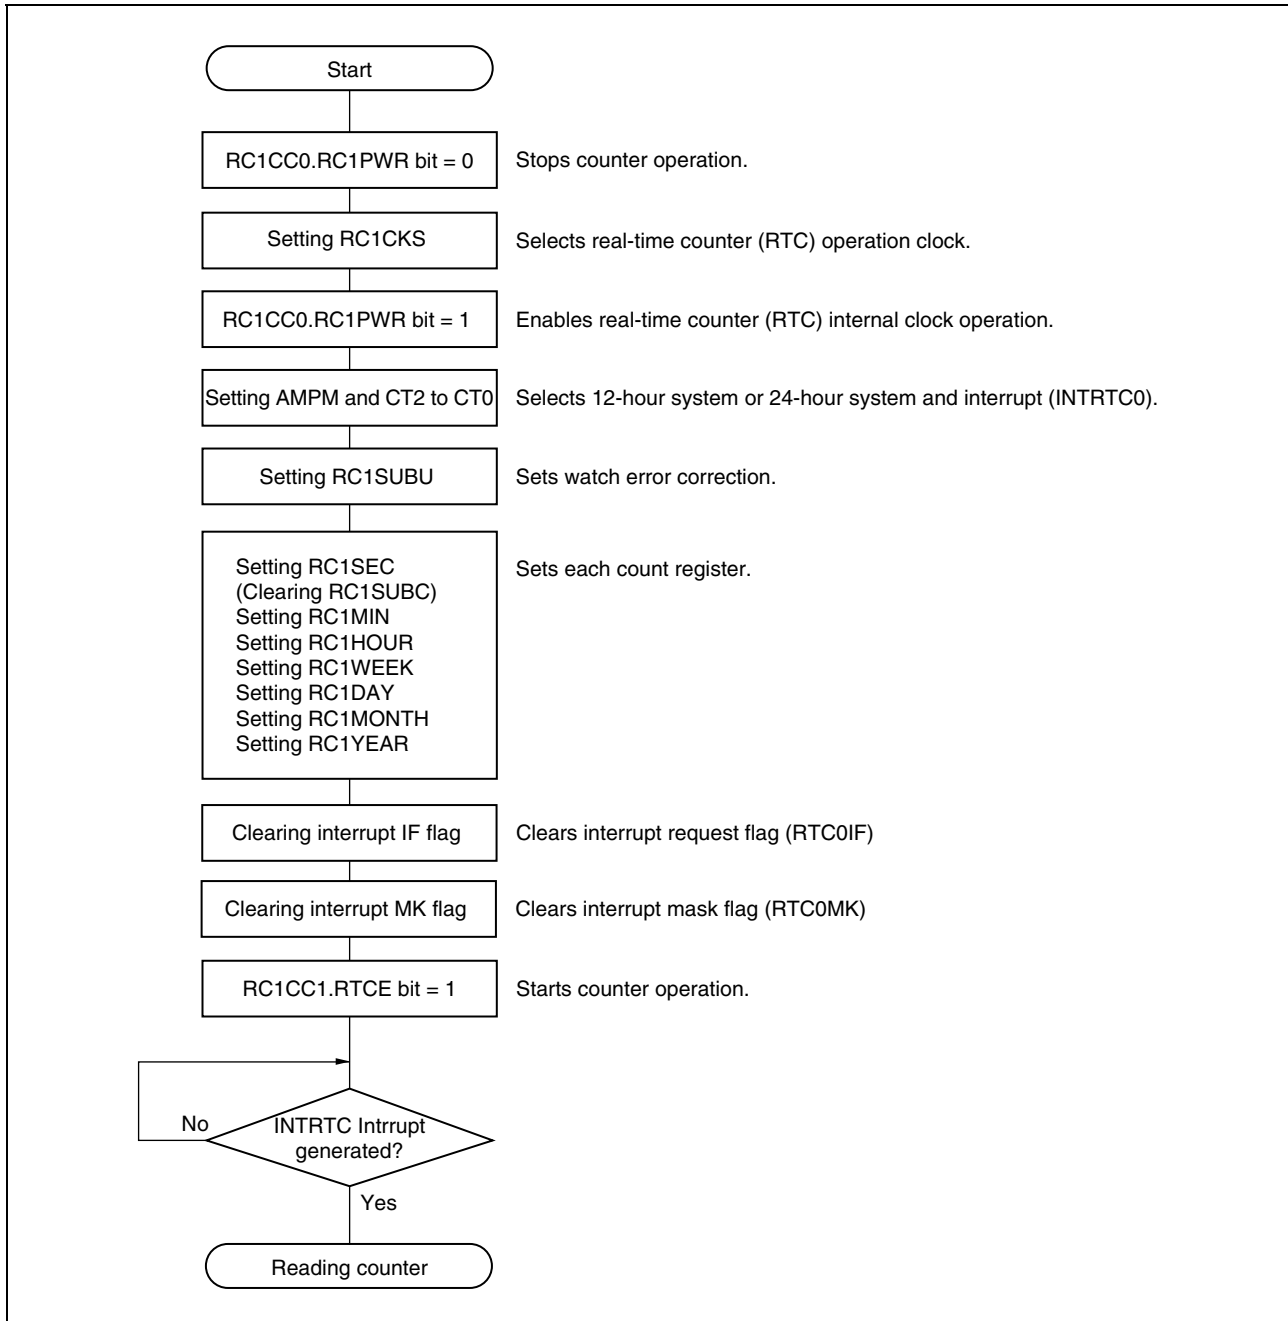 Start
RC1CC0.RC1PWR bit = 0
Stops counter operation.
Setting RC1CKS
Selects real-time counter (RTC) operation clock.
RC1CC0.RC1PWR bit = 1
Enables real-time counter (RTC) internal clock operation.
Setting AMPM and CT2 to CT0
Selects 12-hour system or 24-hour system and interrupt (INTRTC0).
Setting RC1SUBU
Sets watch error correction.
Setting RC1SEC
(Clearing RC1SUBC)
Setting RC1MIN
Setting RC1HOUR
Setting RC1WEEK
Setting RC1DAY
Setting RC1MONTH
Setting RC1YEAR
Sets each count register.
Clearing interrupt IF flag
Clears interrupt request flag (RTC0IF)
Clearing interrupt MK flag
Clears interrupt mask flag (RTC0MK)
RC1CC1.RTCE bit = 1
Starts counter operation.
No
INTRTC Intrrupt
generated?
Yes
Reading counter